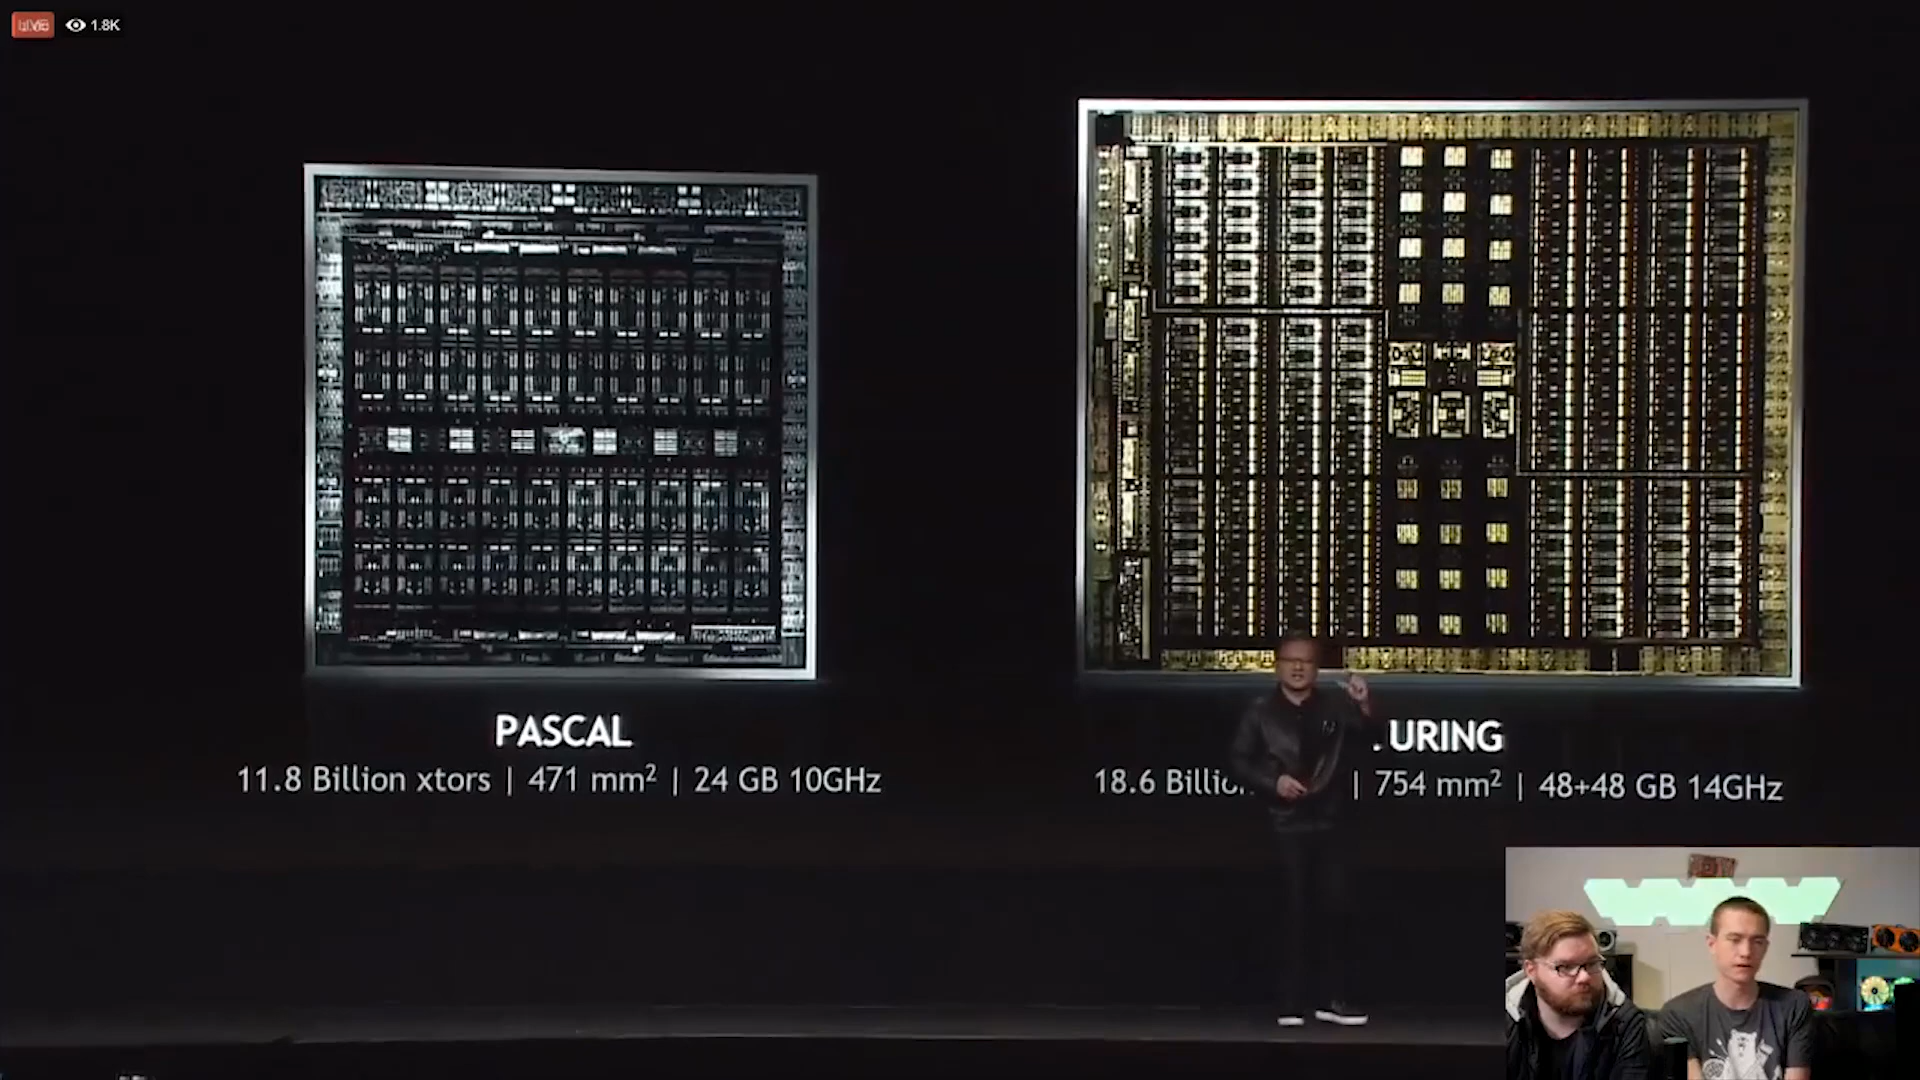 LIVE 1.8K
PASCAL
11.8 Billion xtors | 471 mm² | 24 GB 10GHz
URING
18.6 Billio | 754 mm² | 48+48 GB 14GHz